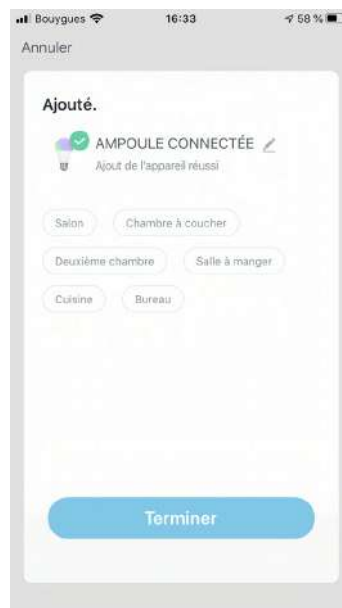 Bouygues 16:33 58 %
Annuler
Ajouté.
AMPOULE CONNECTÉE
Ajout de l'appareil réussi
Salon Chambre à coucher
Deuxième chambre Salle à manger
Cuisine Bureau
Terminer